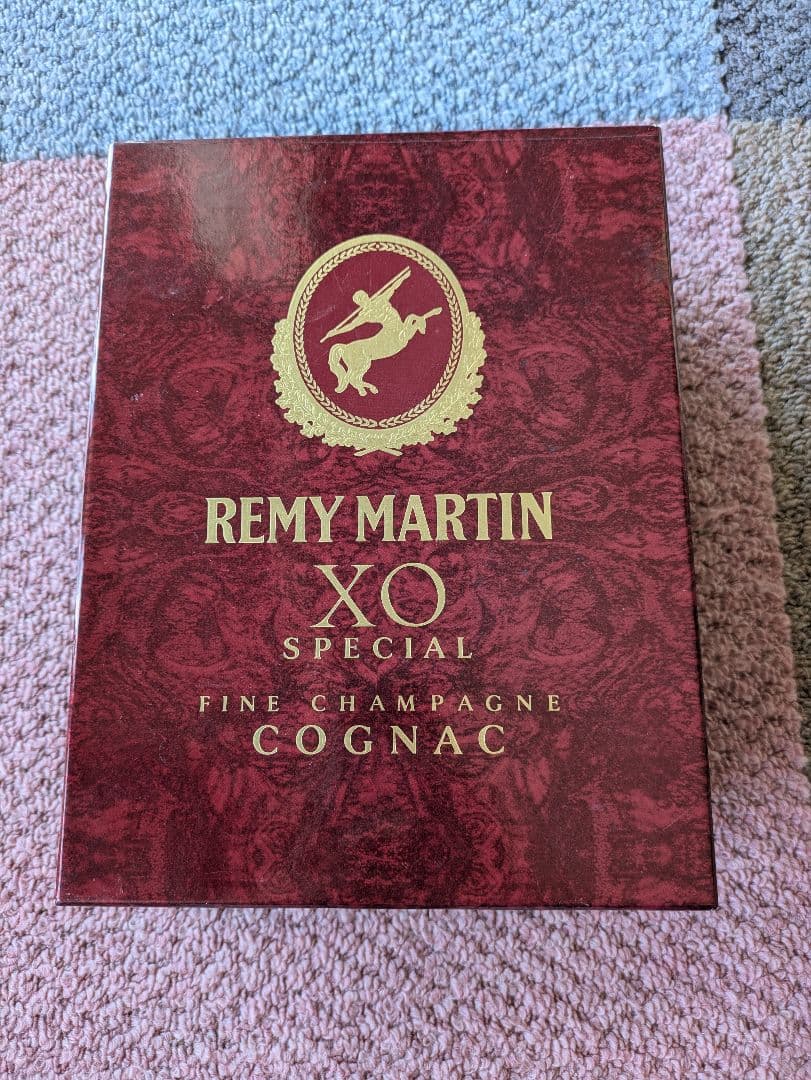 REMY MARTIN
XO
SPECIAL
FINE CHAMPAGNE
COGNAC